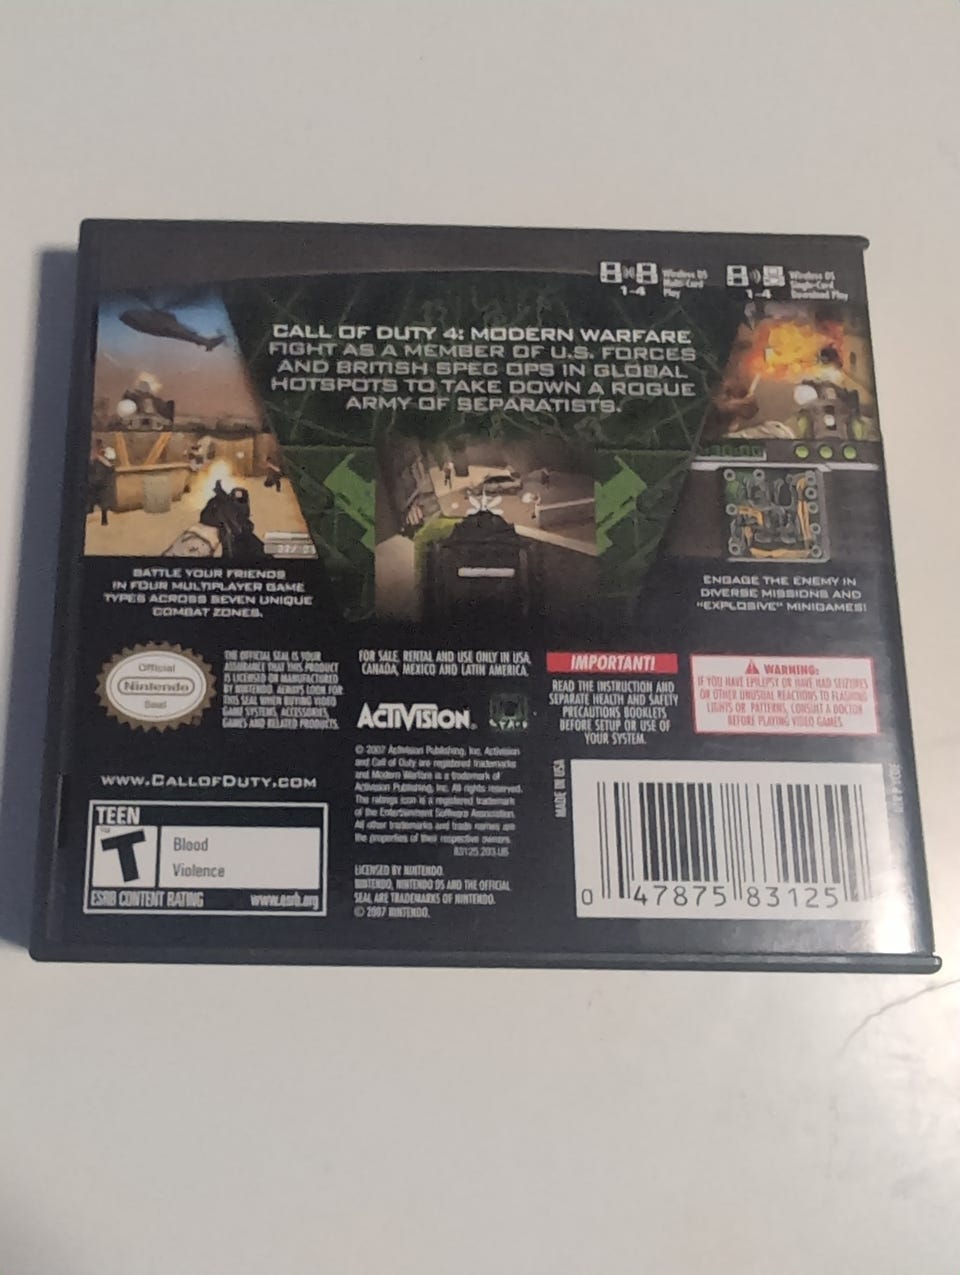 Wireless DS
Multi-Card
Play
1-4
Wireless DS
Single-Card
Download Play
1-4
CALL OF DUTY 4: MODERN WARFARE
FIGHT AS A MEMBER OF U.S. FORCES
AND BRITISH SPEC OPS IN GLOBAL
HOTSPOTS TO TAKE DOWN A ROGUE
ARMY OF SEPARATISTS.
BATTLE YOUR FRIENDS
IN FOUR MULTIPLAYER GAME
TYPES ACROSS SEVEN UNIQUE
COMBAT ZONES.
ENGAGE THE ENEMY IN
DIVERSE MISSIONS AND
"EXPLOSIVE" MINIGAMES!
Official
Nintendo
Seal
THE OFFICIAL SEAL IS YOUR
ASSURANCE THAT THIS PRODUCT
IS LICENSED OR MANUFACTURED
BY NINTENDO. ALWAYS LOOK FOR
THIS SEAL WHEN BUYING VIDEO
GAME SYSTEMS, ACCESSORIES,
GAMES AND RELATED PRODUCTS.
FOR SALE, RENTAL AND USE ONLY IN USA,
CANADA, MEXICO AND LATIN AMERICA.
ACTIVISION®
IMPORTANT!
READ THE INSTRUCTION AND
SEPARATE HEALTH AND SAFETY
PRECAUTIONS BOOKLETS
BEFORE SETUP OR USE OF
YOUR SYSTEM.
WARNING:
IF YOU HAVE EPILEPSY OR HAVE HAD SEIZURES
OR OTHER UNUSUAL REACTIONS TO FLASHING
LIGHTS OR PATTERNS, CONSULT A DOCTOR
BEFORE PLAYING VIDEO GAMES.
© 2007 Activision Publishing, Inc. Activision
and Call of Duty are registered trademarks
and Modern Warfare is a trademark of
Activision Publishing, Inc. All rights reserved.
The ratings icon is a registered trademark
of the Entertainment Software Association.
All other trademarks and trade names are
the properties of their respective owners.
83125.203.US
LICENSED BY NINTENDO.
NINTENDO, NINTENDO DS AND THE OFFICIAL
SEAL ARE TRADEMARKS OF NINTENDO.
© 2007 NINTENDO.
WWW.CALLOFDUTY.COM
TEEN
T
Blood
Violence
ESRB CONTENT RATING www.esrb.org
MADE IN USA
0 47875 83125